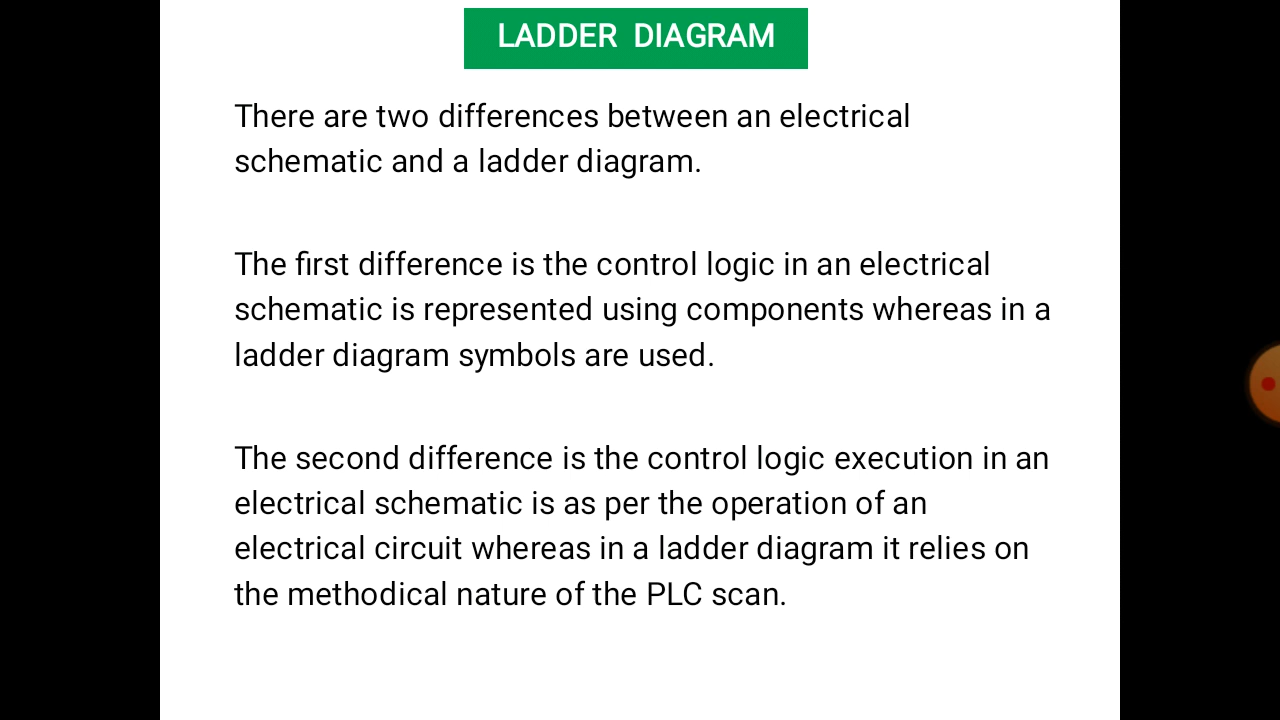 LADDER DIAGRAM
There are two differences between an electrical
schematic and a ladder diagram.
The first difference is the control logic in an electrical
schematic is represented using components whereas in a
ladder diagram symbols are used.
The second difference is the control logic execution in an
electrical schematic is as per the operation of an
electrical circuit whereas in a ladder diagram it relies on
the methodical nature of the PLC scan.